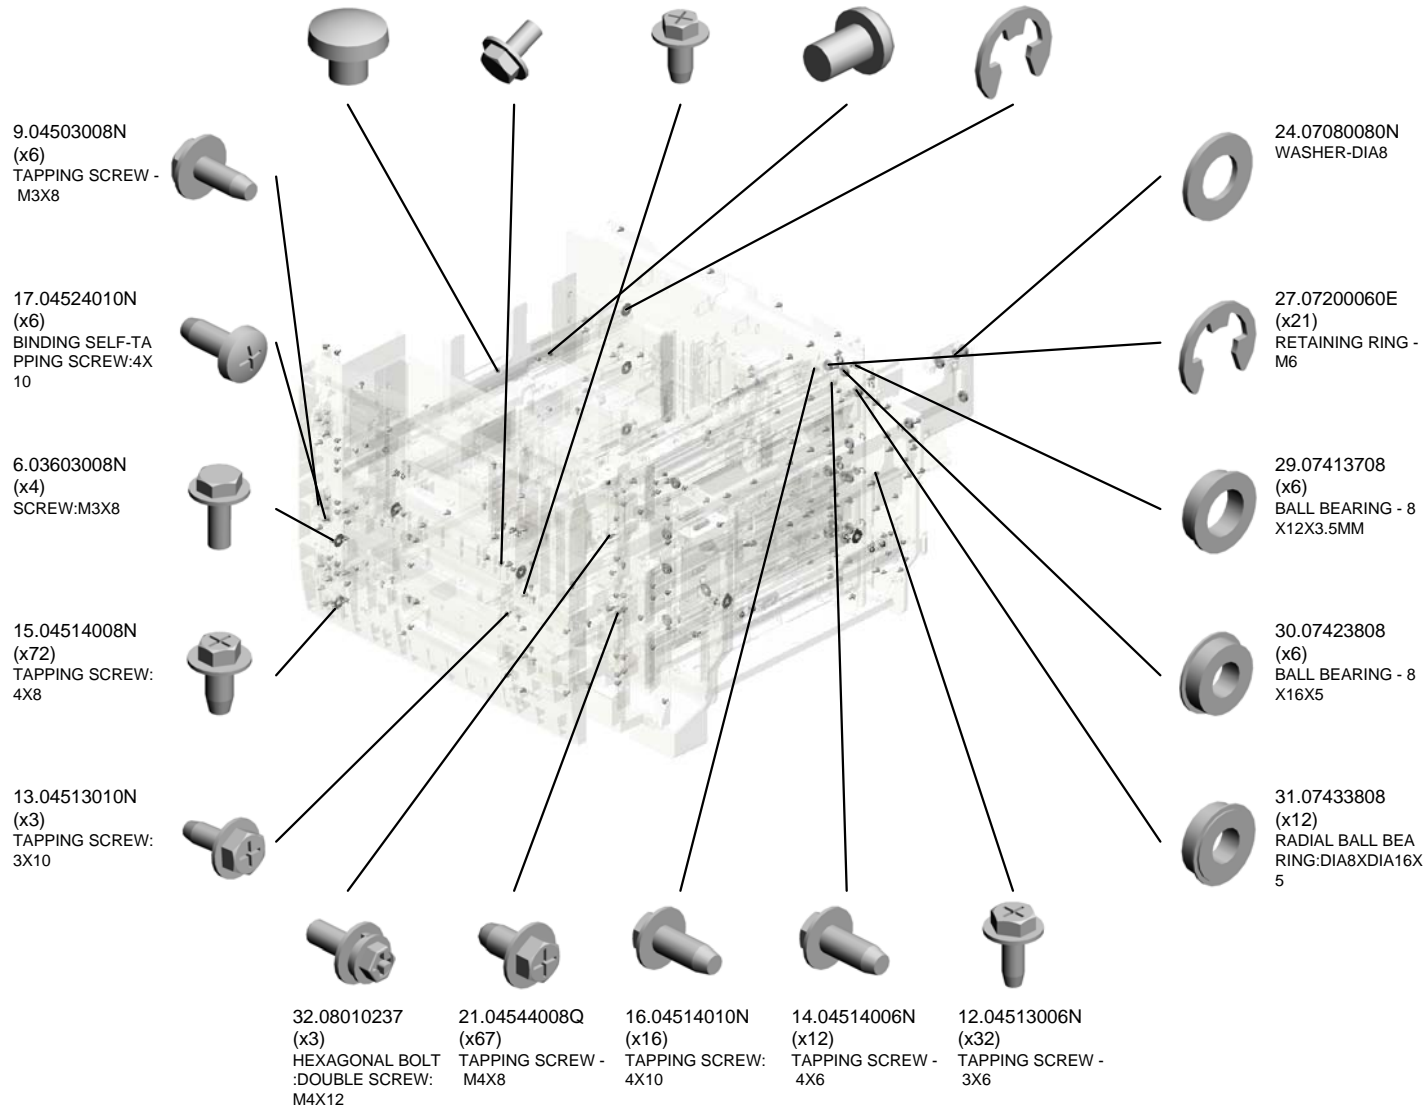 9.04503008N
(x6)
TAPPING SCREW -
M3X8
17.04524010N
(x6)
BINDING SELF-TA
PPING SCREW:4X
10
6.03603008N
(x4)
SCREW:M3X8
15.04514008N
(x72)
TAPPING SCREW:
4X8
13.04513010N
(x3)
TAPPING SCREW:
3X10
24.07080080N
WASHER-DIA8
27.07200060E
(x21)
RETAINING RING -
M6
29.07413708
(x6)
BALL BEARING - 8
X12X3.5MM
30.07423808
(x6)
BALL BEARING - 8
X16X5
31.07433808
(x12)
RADIAL BALL BEA
RING:DIA8XDIA16X
5
32.08010237
(x3)
HEXAGONAL BOLT
:DOUBLE SCREW:
M4X12
21.04544008Q
(x67)
TAPPING SCREW -
M4X8
16.04514010N
(x16)
TAPPING SCREW:
4X10
14.04514006N
(x12)
TAPPING SCREW -
4X6
12.04513006N
(x32)
TAPPING SCREW -
3X6